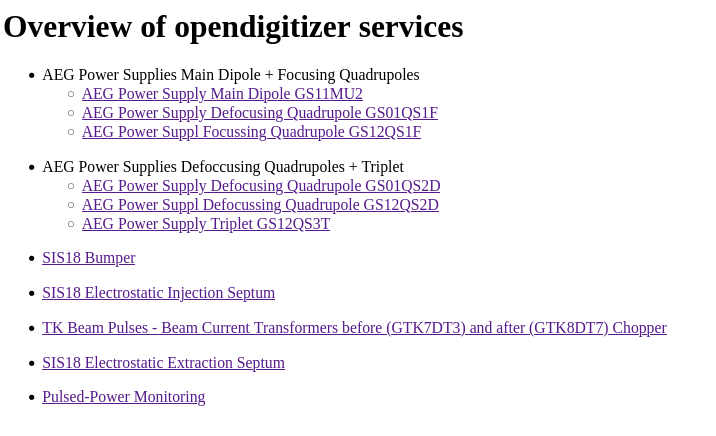 Overview of opendigitizer services
AEG Power Supplies Main Dipole + Focusing Quadrupoles
AEG Power Supply Main Dipole GS11MU2
AEG Power Supply Defocusing Quadrupole GS01QS1F
AEG Power Suppl Focussing Quadrupole GS12QS1F
AEG Power Supplies Defoccusing Quadrupoles + Triplet
AEG Power Supply Defocusing Quadrupole GS01QS2D
AEG Power Suppl Defocussing Quadrupole GS12QS2D
AEG Power Supply Triplet GS12QS3T
SIS18 Bumper
SIS18 Electrostatic Injection Septum
TK Beam Pulses - Beam Current Transformers before (GTK7DT3) and after (GTK8DT7) Chopper
SIS18 Electrostatic Extraction Septum
Pulsed-Power Monitoring